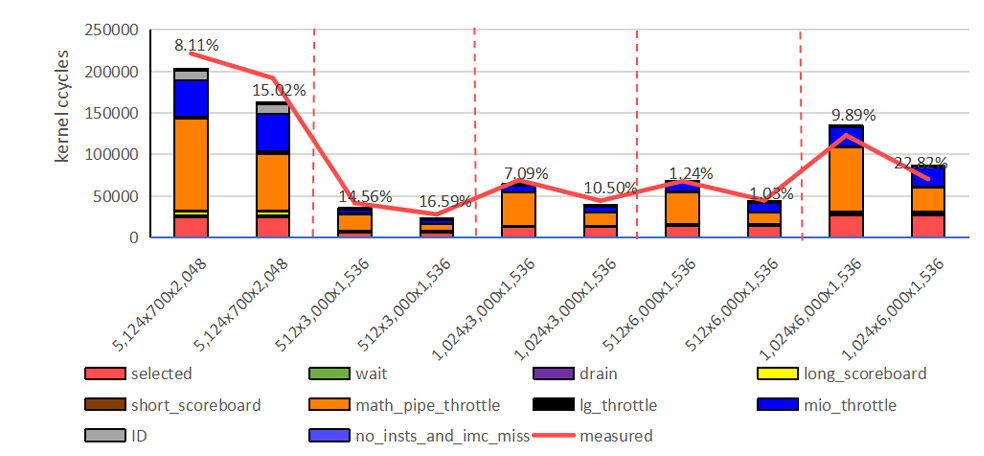 250000
200000
150000
100000
50000
0
kernel ccycles
8.11%
15.02%
14.56%
16.59%
7.09%
10.50%
1.24%
1.03%
9.89%
22.82%
5,124x700x2,048
5,124x700x2,048
512x3,000x1,536
512x3,000x1,536
1,024x3,000x1,536
1,024x3,000x1,536
512x6,000x1,536
512x6,000x1,536
1,024x6,000x1,536
1,024x6,000x1,536
selected wait drain long_scoreboard
short_scoreboard math_pipe_throttle lg_throttle mio_throttle
ID no_insts_and_imc_miss measured